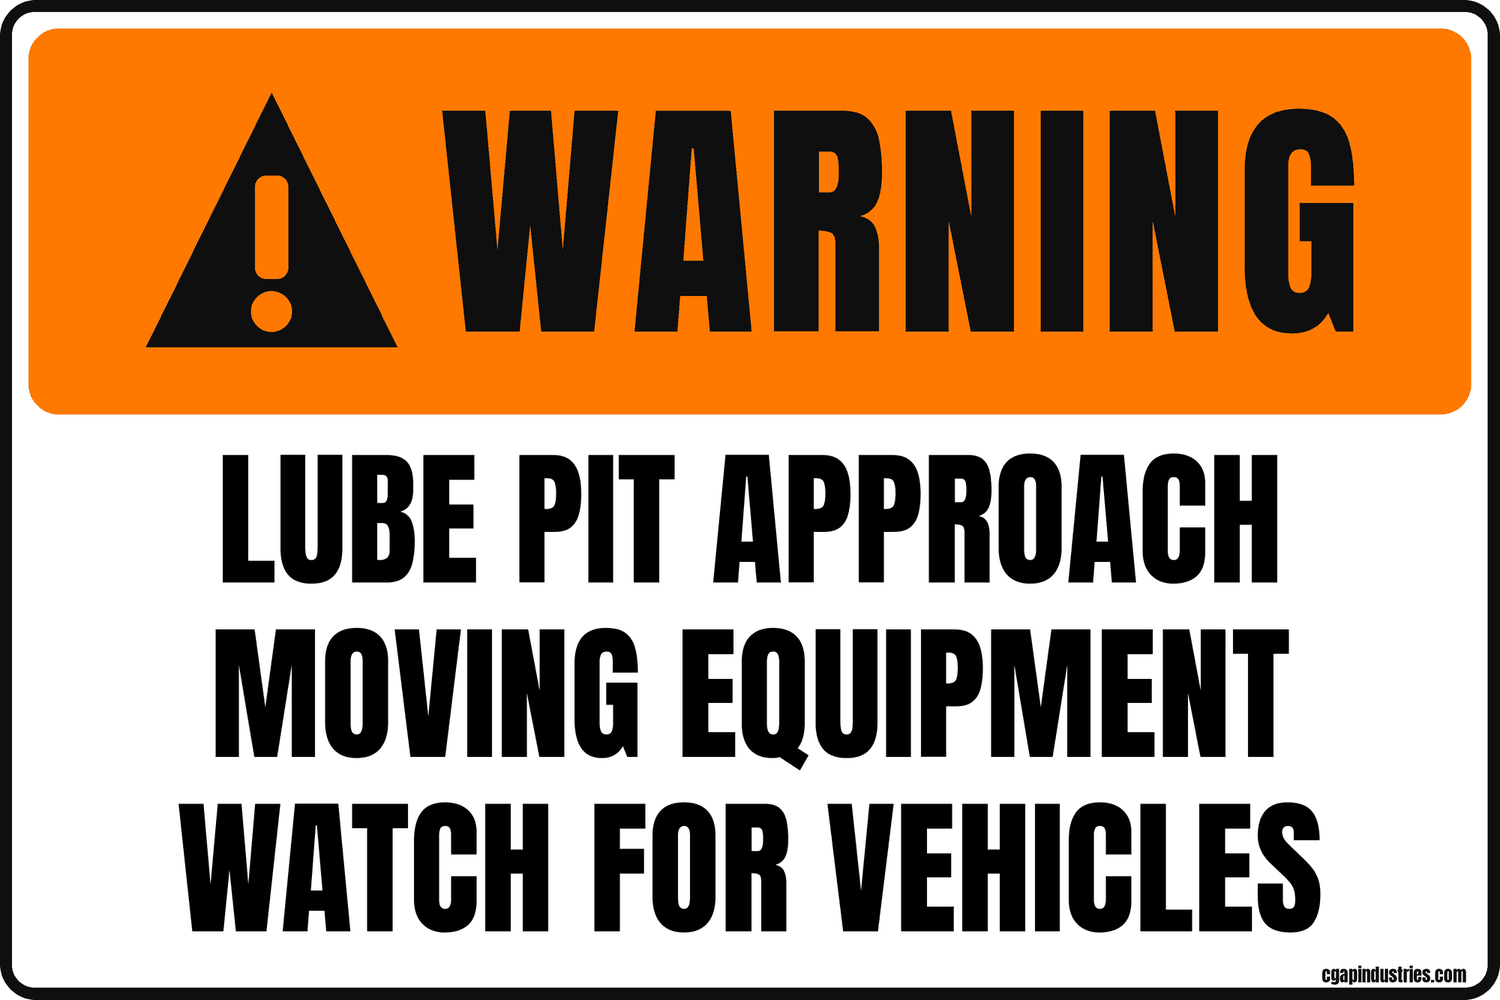 WARNING
LUBE PIT APPROACH
MOVING EQUIPMENT
WATCH FOR VEHICLES
cgapindustries.com